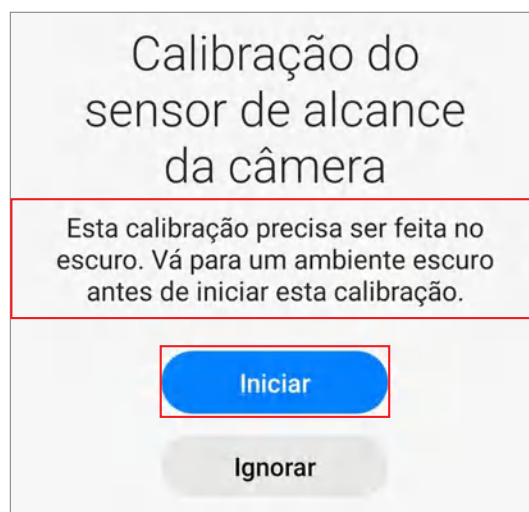 Calibração do
sensor de alcance
da câmera
Esta calibração precisa ser feita no
escuro. Vá para um ambiente escuro
antes de iniciar esta calibração.
Iniciar
Ignorar